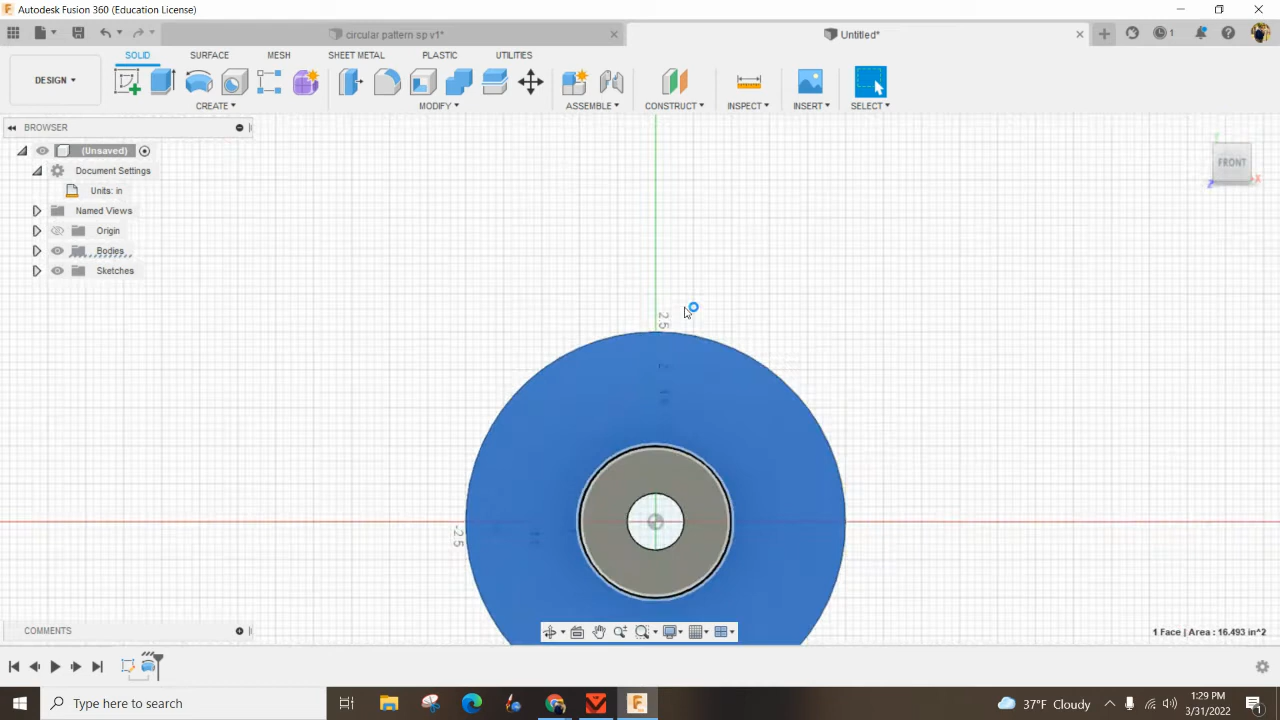 Autodesk Fusion 360 (Education License)
circular pattern sp v1*
Untitled*
1
SOLID SURFACE MESH SHEET METAL PLASTIC UTILITIES
DESIGN
CREATE MODIFY ASSEMBLE CONSTRUCT INSPECT INSERT SELECT
BROWSER
(Unsaved)
Document Settings
Units: in
Named Views
Origin
Bodies
Sketches
FRONT
X
2.5
-2.5
COMMENTS
1 Face | Area : 16.493 in^2
Type here to search
37°F Cloudy
1:29 PM
3/31/2022